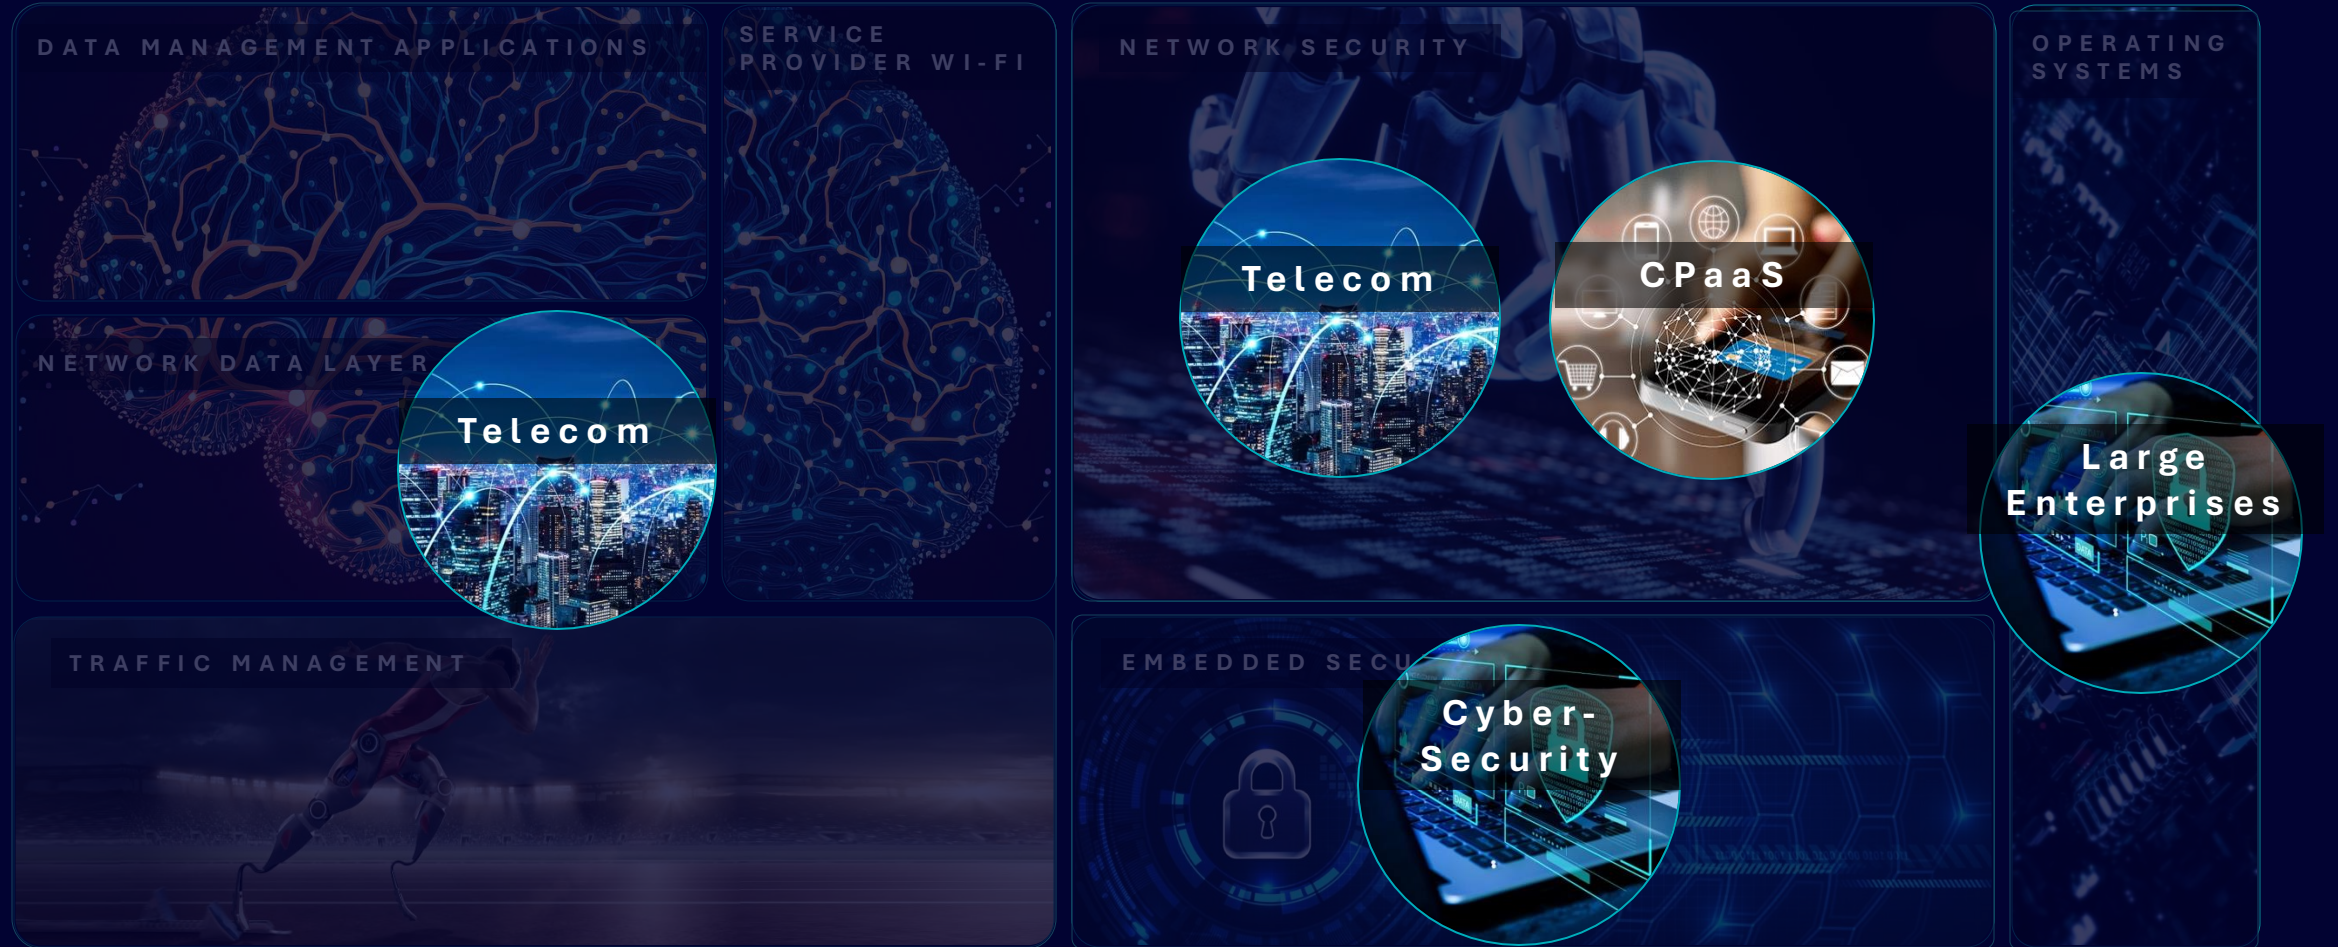 DATA MANAGEMENT APPLICATIONS
SERVICE
PROVIDER WI-FI
NETWORK SECURITY
OPERATING
SYSTEMS
NETWORK DATA LAYER
Telecom
Telecom
CPaaS
Large
Enterprises
TRAFFIC MANAGEMENT
EMBEDDED SECU
Cyber-
Security